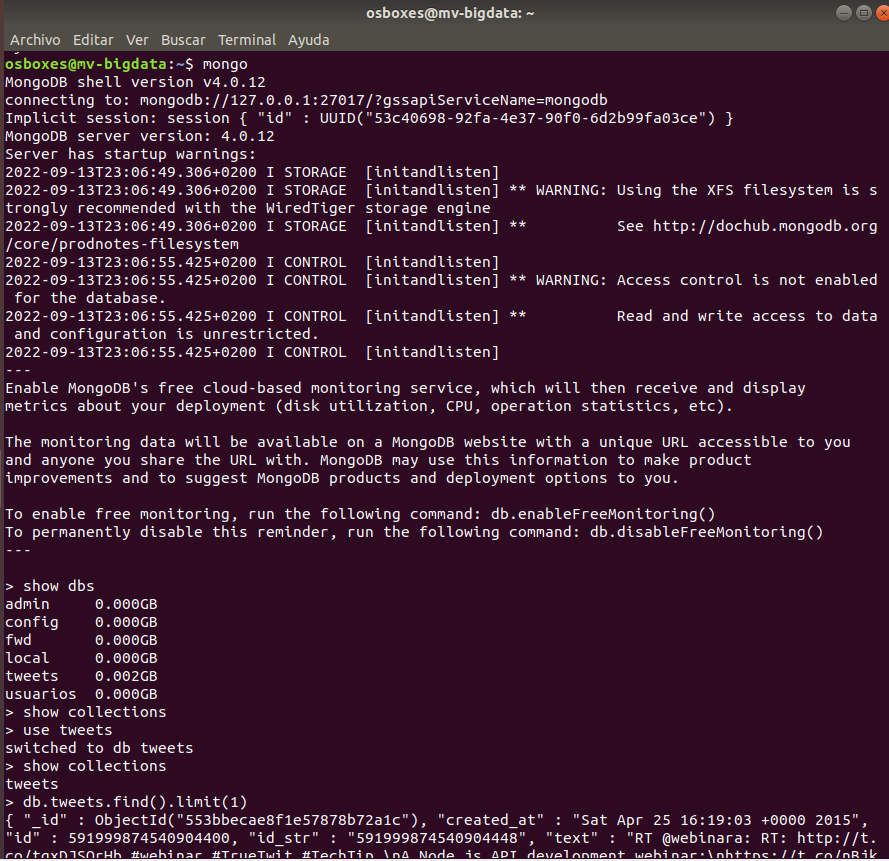 osboxes@mv-bigdata: ~
Archivo Editar Ver Buscar Terminal Ayuda
osboxes@mv-bigdata:~$ mongo
MongoDB shell version v4.0.12
connecting to: mongodb://127.0.0.1:27017/?gssapiServiceName=mongodb
Implicit session: session { "id" : UUID("53c40698-92fa-4e37-90f0-6d2b99fa03ce") }
MongoDB server version: 4.0.12
Server has startup warnings:
2022-09-13T23:06:49.306+0200 I STORAGE  [initandlisten]
2022-09-13T23:06:49.306+0200 I STORAGE  [initandlisten] ** WARNING: Using the XFS filesystem is s
trongly recommended with the WiredTiger storage engine
2022-09-13T23:06:49.306+0200 I STORAGE  [initandlisten] **          See http://dochub.mongodb.org
/core/prodnotes-filesystem
2022-09-13T23:06:55.425+0200 I CONTROL  [initandlisten]
2022-09-13T23:06:55.425+0200 I CONTROL  [initandlisten] ** WARNING: Access control is not enabled
 for the database.
2022-09-13T23:06:55.425+0200 I CONTROL  [initandlisten] **          Read and write access to data
 and configuration is unrestricted.
2022-09-13T23:06:55.425+0200 I CONTROL  [initandlisten]
---
Enable MongoDB's free cloud-based monitoring service, which will then receive and display
metrics about your deployment (disk utilization, CPU, operation statistics, etc).

The monitoring data will be available on a MongoDB website with a unique URL accessible to you
and anyone you share the URL with. MongoDB may use this information to make product
improvements and to suggest MongoDB products and deployment options to you.

To enable free monitoring, run the following command: db.enableFreeMonitoring()
To permanently disable this reminder, run the following command: db.disableFreeMonitoring()
---

> show dbs
admin     0.000GB
config    0.000GB
fwd       0.000GB
local     0.000GB
tweets    0.002GB
usuarios  0.000GB
> show collections
> use tweets
switched to db tweets
> show collections
tweets
> db.tweets.find().limit(1)
{ "_id" : ObjectId("553bbecae8f1e57878b72a1c"), "created_at" : "Sat Apr 25 16:19:03 +0000 2015",
"id" : 591999874540904400, "id_str" : "591999874540904448", "text" : "RT @webinara: RT: http://t.
#webinar #TrueTwit #TechTip \nA Node.js API development webinar:\nhttps://t.co/